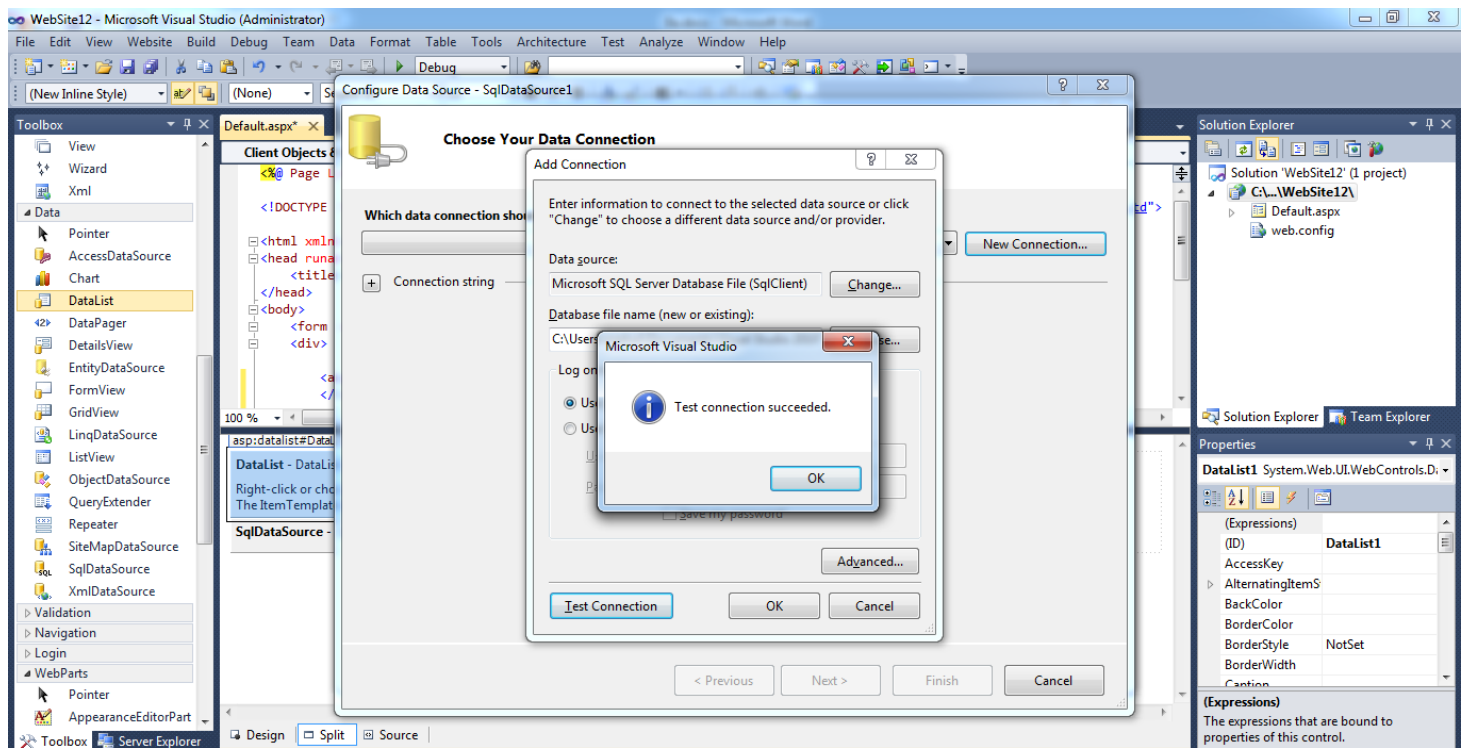 WebSite12 - Microsoft Visual Studio (Administrator)
File Edit View Website Build Debug Team Data Format Table Tools Architecture Test Analyze Window Help
Debug
(New Inline Style) (None) Se
Toolbox
View
Wizard
Xml
Data
Pointer
AccessDataSource
Chart
DataList
DataPager
DetailsView
EntityDataSource
FormView
GridView
LinqDataSource
ListView
ObjectDataSource
QueryExtender
Repeater
SiteMapDataSource
SqlDataSource
XmlDataSource
Validation
Navigation
Login
WebParts
Pointer
AppearanceEditorPart
Toolbox Server Explorer
Default.aspx*
Client Objects &
<%@ Page L
<!DOCTYPE
td">
<html xmln
<head runa
<title
</head>
<body>
<form
<div>
<a
</
100 %
asp:datalist#DataL
DataList - DataLis
Right-click or cho
The ItemTemplat
SqlDataSource -
Design Split Source
Configure Data Source - SqlDataSource1
Choose Your Data Connection
Which data connection shou
New Connection...
Connection string
< Previous Next > Finish Cancel
Add Connection
Enter information to connect to the selected data source or click
"Change" to choose a different data source and/or provider.
Data source:
Microsoft SQL Server Database File (SqlClient) Change...
Database file name (new or existing):
C:\Users se...
Log on
Us
Us
U
P
Save my password
Advanced...
Test Connection OK Cancel
Microsoft Visual Studio
Test connection succeeded.
OK
Solution Explorer
Solution 'WebSite12' (1 project)
C:\...\WebSite12\
Default.aspx
web.config
Solution Explorer Team Explorer
Properties
DataList1 System.Web.UI.WebControls.Da
(Expressions)
(ID) DataList1
AccessKey
AlternatingItemS
BackColor
BorderColor
BorderStyle NotSet
BorderWidth
Caption
(Expressions)
The expressions that are bound to
properties of this control.